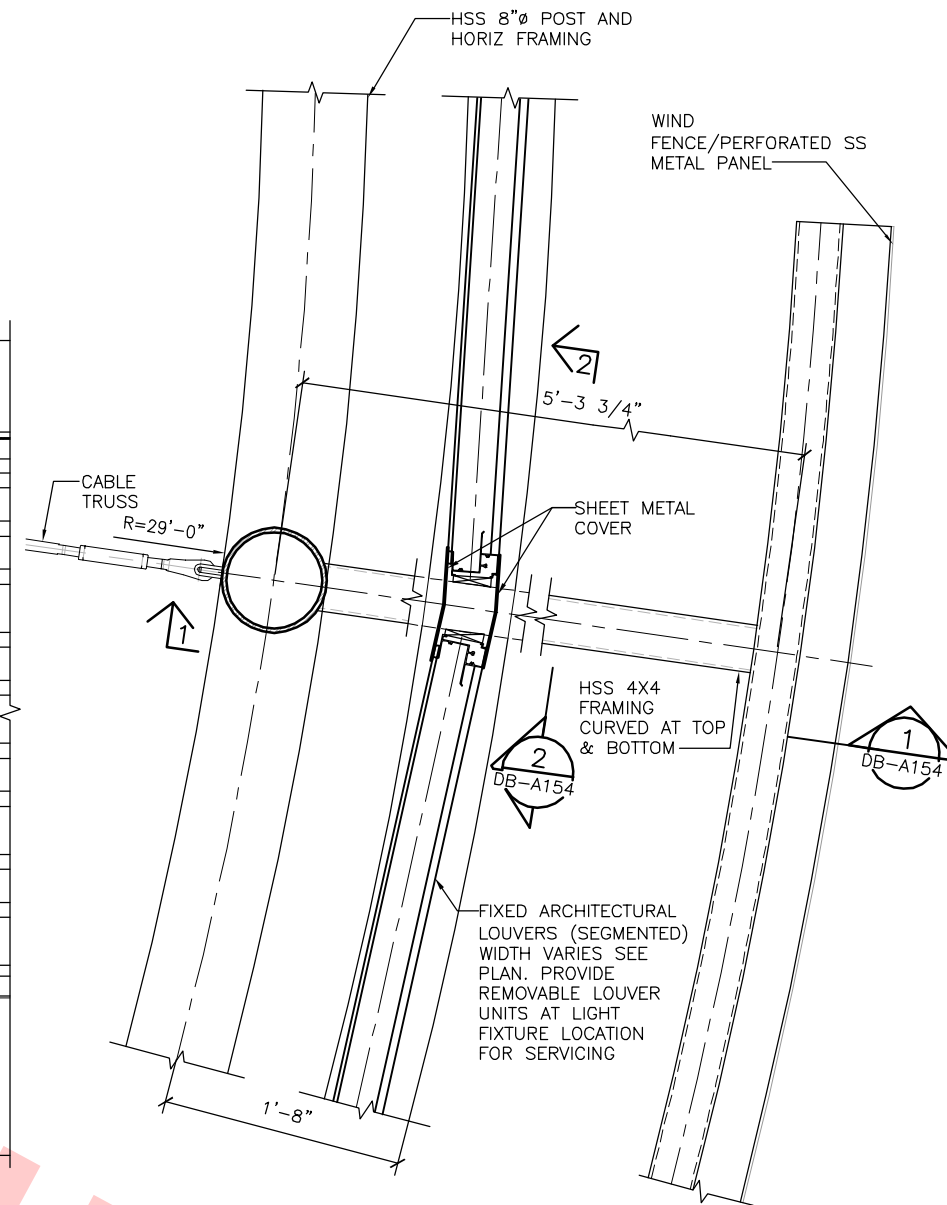 HSS 8"ø POST AND
HORIZ FRAMING
WIND
FENCE/PERFORATED SS
METAL PANEL
2
5'-3 3/4"
CABLE
TRUSS
R=29'-0"
SHEET METAL
COVER
1
HSS 4X4
FRAMING
CURVED AT TOP
& BOTTOM
2
DB-A154
1
DB-A154
FIXED ARCHITECTURAL
LOUVERS (SEGMENTED)
WIDTH VARIES SEE
PLAN. PROVIDE
REMOVABLE LOUVER
UNITS AT LIGHT
FIXTURE LOCATION
FOR SERVICING
1'-8"